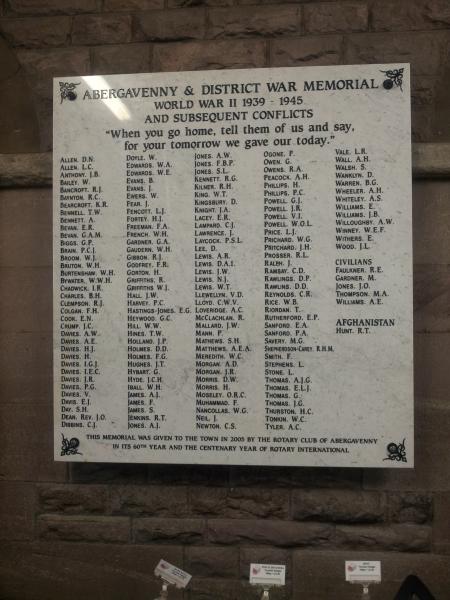 ABERGAVENNY & DISTRICT WAR MEMORIAL
WORLD WAR II 1939 - 1945
AND SUBSEQUENT CONFLICTS
"When you go home, tell them of us and say,
for your tomorrow we gave our today."
ALLEN. D.N.
ALLEN. L.C.
ANTHONY. J.B.
BAILEY. W.
BANCROFT. R.J.
BAYNTON. R.C.
BEARCROFT. K.R.
BENNELL. T.W.
BENNETT. A.
BEVAN. E.R.
BEVAN. G.A.M.
BIGGS. G.P.
BRAIN. P.C.J.
BROOM. W.J.
BRUTON. W.H.
BURTENSHAW. W.H.
BYWATER. W.W.H.
CHADWICK. I.R.
CHARLES. B.H.
CLEMPSON. R.J.
COLGAN. F.H.
COOK. E.N.
CRUMP. J.C.
DAVIES. A.W.
DAVIES. A.E.
DAVIES. H.J.
DAVIES. H.
DAVIES. I.G.J.
DAVIES. I.E.C.
DAVIES. J.R.
DAVIES. P.G.
DAVIES. V.
DAVIS. E.J.
DAY. S.H.
DEAN. REV. J.O.
DIBBINS. C.J.
DOYLE. W.
EDWARDS. W.A.
EDWARDS. W.E.
EVANS. B.
EVANS. J.
EWERS. W.
FEAR. J.
FENCOTT. L.J.
FORTEY. H.J.
FREEMAN. F.A.
FRENCH. W.H.
GARDNER. G.A.
GAUDERN. W.H.
GIBBON. R.J.
GODFREY. F.R.
GORTON. H.
GRIFFITHS. R.
GRIFFITHS W.J.
HALL. J.W.
HARVEY. F.C.
HASTINGS-JONES. E.G.
HEYWOOD. G.C.
HILL. W.W.
HINES. T.W.
HOLLAND. J.P.
HOLMES. D.D.
HOLMES. F.G.
HUGHES. J.T.
HYBART. G.
HYDE. J.C.H.
IBALL. W.H.
JAMES. A.J.
JAMES. F.
JAMES. S.
JENKINS. R.T.
JONES. A.J.
JONES. A.W.
JONES. F.B.P.
JONES. S.L.
KENNETT. R.G.
KILNER. R.H.
KING. W.T.
KINGSBURY. D.
KNIGHT. J.A.
LACEY. E.R.
LAMPARD. C.J.
LAWRENCE. J.
LAYCOCK. P.S.L.
LEE. D.
LEWIS. A.R.
LEWIS. D.A.I.
LEWIS. J.W.
LEWIS. N.J.
LEWIS. W.T.
LLEWELLYN. V.D.
LLOYD. C.W.V.
LOVERIDGE. A.C.
MCCLACHLAN. R.
MALLARD. J.W.
MANN. P.
MATHEWS. S.H.
MATTHEWS. A.E.A.
MEREDITH. W.C.
MORGAN. A.D.
MORGAN. J.R.
MORRIS. D.W.
MORRIS. H.
MOSELEY. O.R.C.
MUHAMMAD. F.
NANCOLLAS. W.G.
NEIL. J.
NEWTON. C.S.
OGONE. P.
OWEN. G.
OWENS. R.A.
PEACOCK. A.H.
PHILLIPS. H.
PHILLIPS. P.C.
POWELL. G.J.
POWELL. J.R.
POWELL. V.J.
POWELL. W.O.L.
PRICE. L.J.
PRICHARD. W.G.
PRITCHARD. J.H.
PROSSER. R.L.
RALPH. J.
RAMSAY. C.D.
RAWLINGS. D.P.
RAWLINS. D.D.
REYNOLDS. C.R.
RICE. W.B.
RIORDAN. T.
RUTHERFORD. E.P.
SANFORD. E.A.
SANFORD. P.A.
SAVERY. M.G.
SHEPHERDSON-CAREY. R.H.M.
SMITH. F.
STEPHENS. L.
STONE. L.
THOMAS. A.J.G.
THOMAS. E.L.J.
THOMAS. G.
THOMAS. J.G.
THURSTON. H.C.
TONKIN. W.C.
TYLER. A.C.
VALE. L.R.
WALL. A.H.
WALSH. S.
WANKLYN. D.
WARREN. B.G.
WHEELER. A.H.
WHITELEY. A.S.
WILLIAMS. E.
WILLIAMS. J.B.
WILLOUGHBY. A.W.
WINNEY. W.E.F.
WITHERS. E.
WOOD. J.L.
CIVILIANS
FAULKNER. R.E.
GARDNER. M.
JONES. J.O.
THOMPSON. M.A.
WILLIAMS. A.E.
AFGHANISTAN
HUNT. R.T.
THIS MEMORIAL WAS GIVEN TO THE TOWN IN 2005 BY THE ROTARY CLUB OF ABERGAVENNY
IN ITS 60TH YEAR AND THE CENTENARY YEAR OF ROTARY INTERNATIONAL